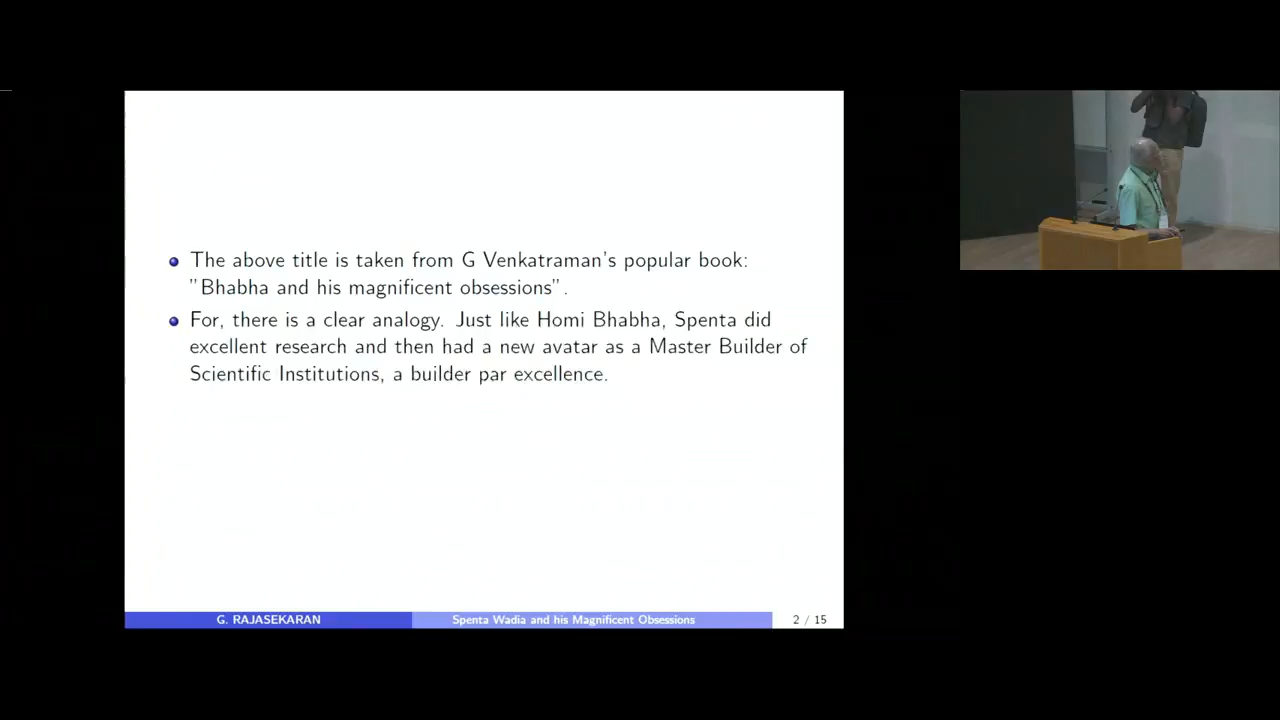 The above title is taken from G Venkatraman's popular book:
"Bhabha and his magnificent obsessions".
For, there is a clear analogy. Just like Homi Bhabha, Spenta did
excellent research and then had a new avatar as a Master Builder of
Scientific Institutions, a builder par excellence.
G. RAJASEKARAN
Spenta Wadia and his Magnificent Obsessions
2 / 15